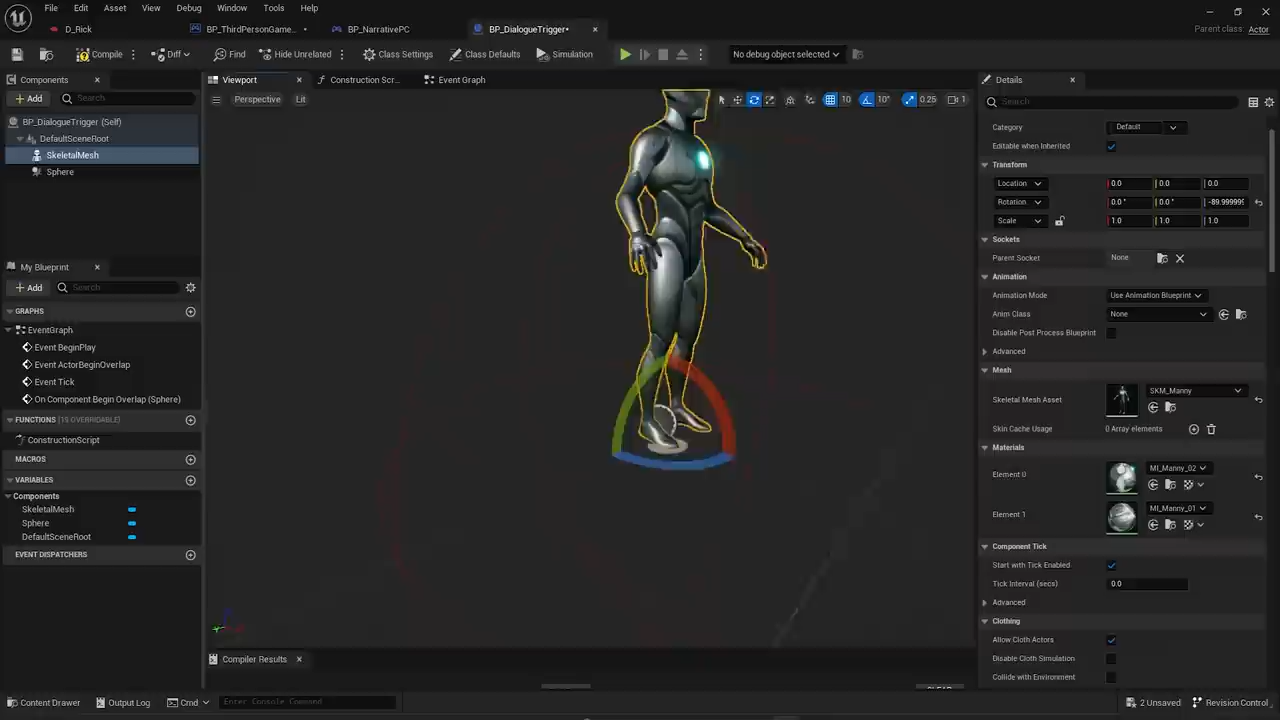 File Edit Asset View Debug Window Tools Help
D_Rick
BP_ThirdPersonGame...
BP_NarrativePC
BP_DialogueTrigger•
Parent class: Actor
Compile
Diff
Find
Hide Unrelated
Class Settings
Class Defaults
Simulation
No debug object selected
Components
Add
Search
BP_DialogueTrigger (Self)
DefaultSceneRoot
SkeletalMesh
Sphere
My Blueprint
Add
Search
GRAPHS
EventGraph
Event BeginPlay
Event ActorBeginOverlap
Event Tick
On Component Begin Overlap (Sphere)
FUNCTIONS (19 OVERRIDABLE)
ConstructionScript
MACROS
VARIABLES
Components
SkeletalMesh
Sphere
DefaultSceneRoot
EVENT DISPATCHERS
Viewport
Construction Scr...
Event Graph
Perspective
Lit
10
10°
0.25
1
Compiler Results
Details
Search
Category
Default
Editable when Inherited
Transform
Location
0.0 0.0 0.0
Rotation
0.0 ° 0.0 ° -89.999999
Scale
1.0 1.0 1.0
Sockets
Parent Socket
None
Animation
Animation Mode
Use Animation Blueprint
Anim Class
None
Disable Post Process Blueprint
Advanced
Mesh
Skeletal Mesh Asset
SKM_Manny
Skin Cache Usage
0 Array elements
Materials
Element 0
MI_Manny_02
Element 1
MI_Manny_01
Component Tick
Start with Tick Enabled
Tick Interval (secs)
0.0
Advanced
Clothing
Allow Cloth Actors
Disable Cloth Simulation
Collide with Environment
Content Drawer
Output Log
Cmd
Enter Console Command
2 Unsaved
Revision Control